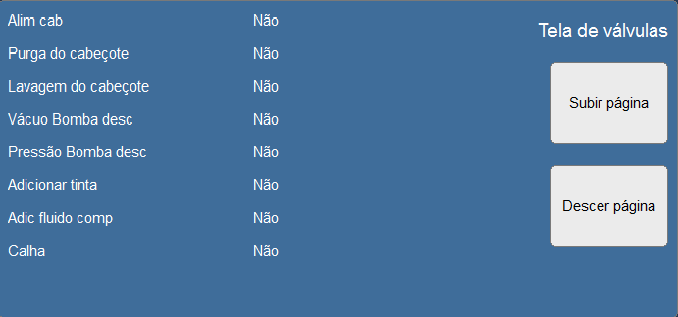 Alim cab Não
Purga do cabeçote Não
Lavagem do cabeçote Não
Vácuo Bomba desc Não
Pressão Bomba desc Não
Adicionar tinta Não
Adic fluido comp Não
Calha Não
Tela de válvulas
Subir página
Descer página